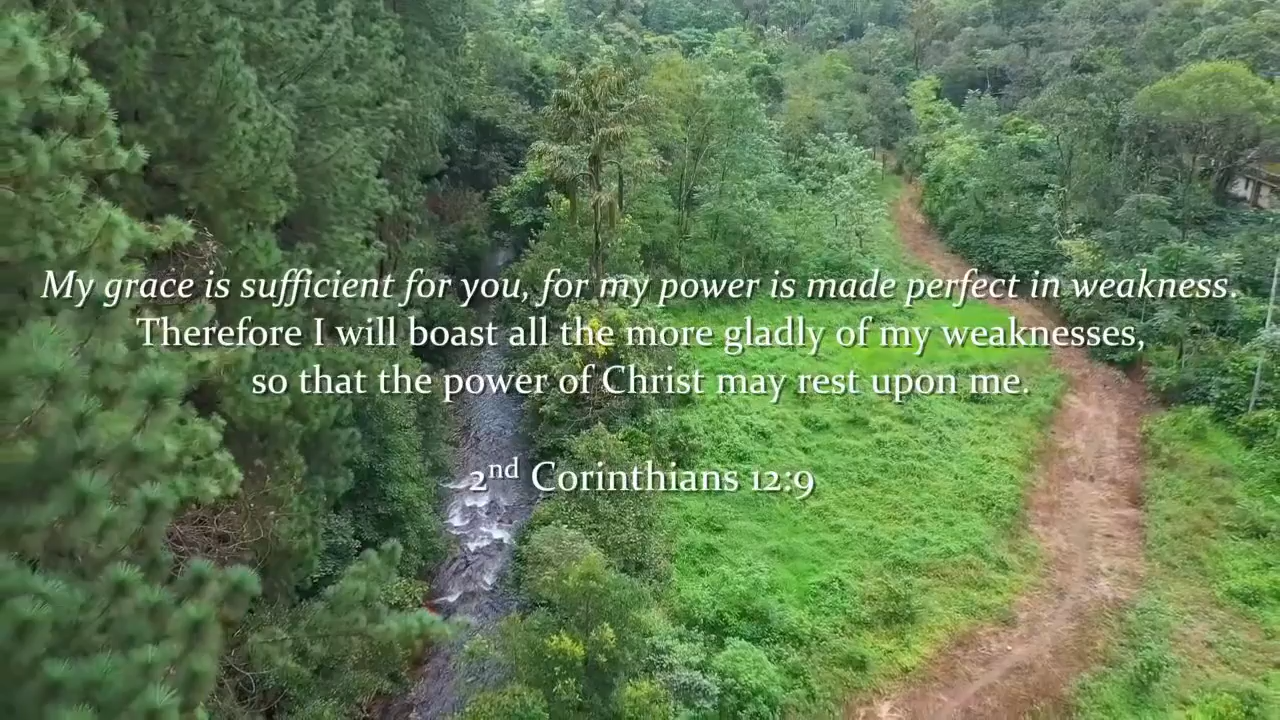 My grace is sufficient for you, for my power is made perfect in weakness.
Therefore I will boast all the more gladly of my weaknesses,
so that the power of Christ may rest upon me.
2nd Corinthians 12:9